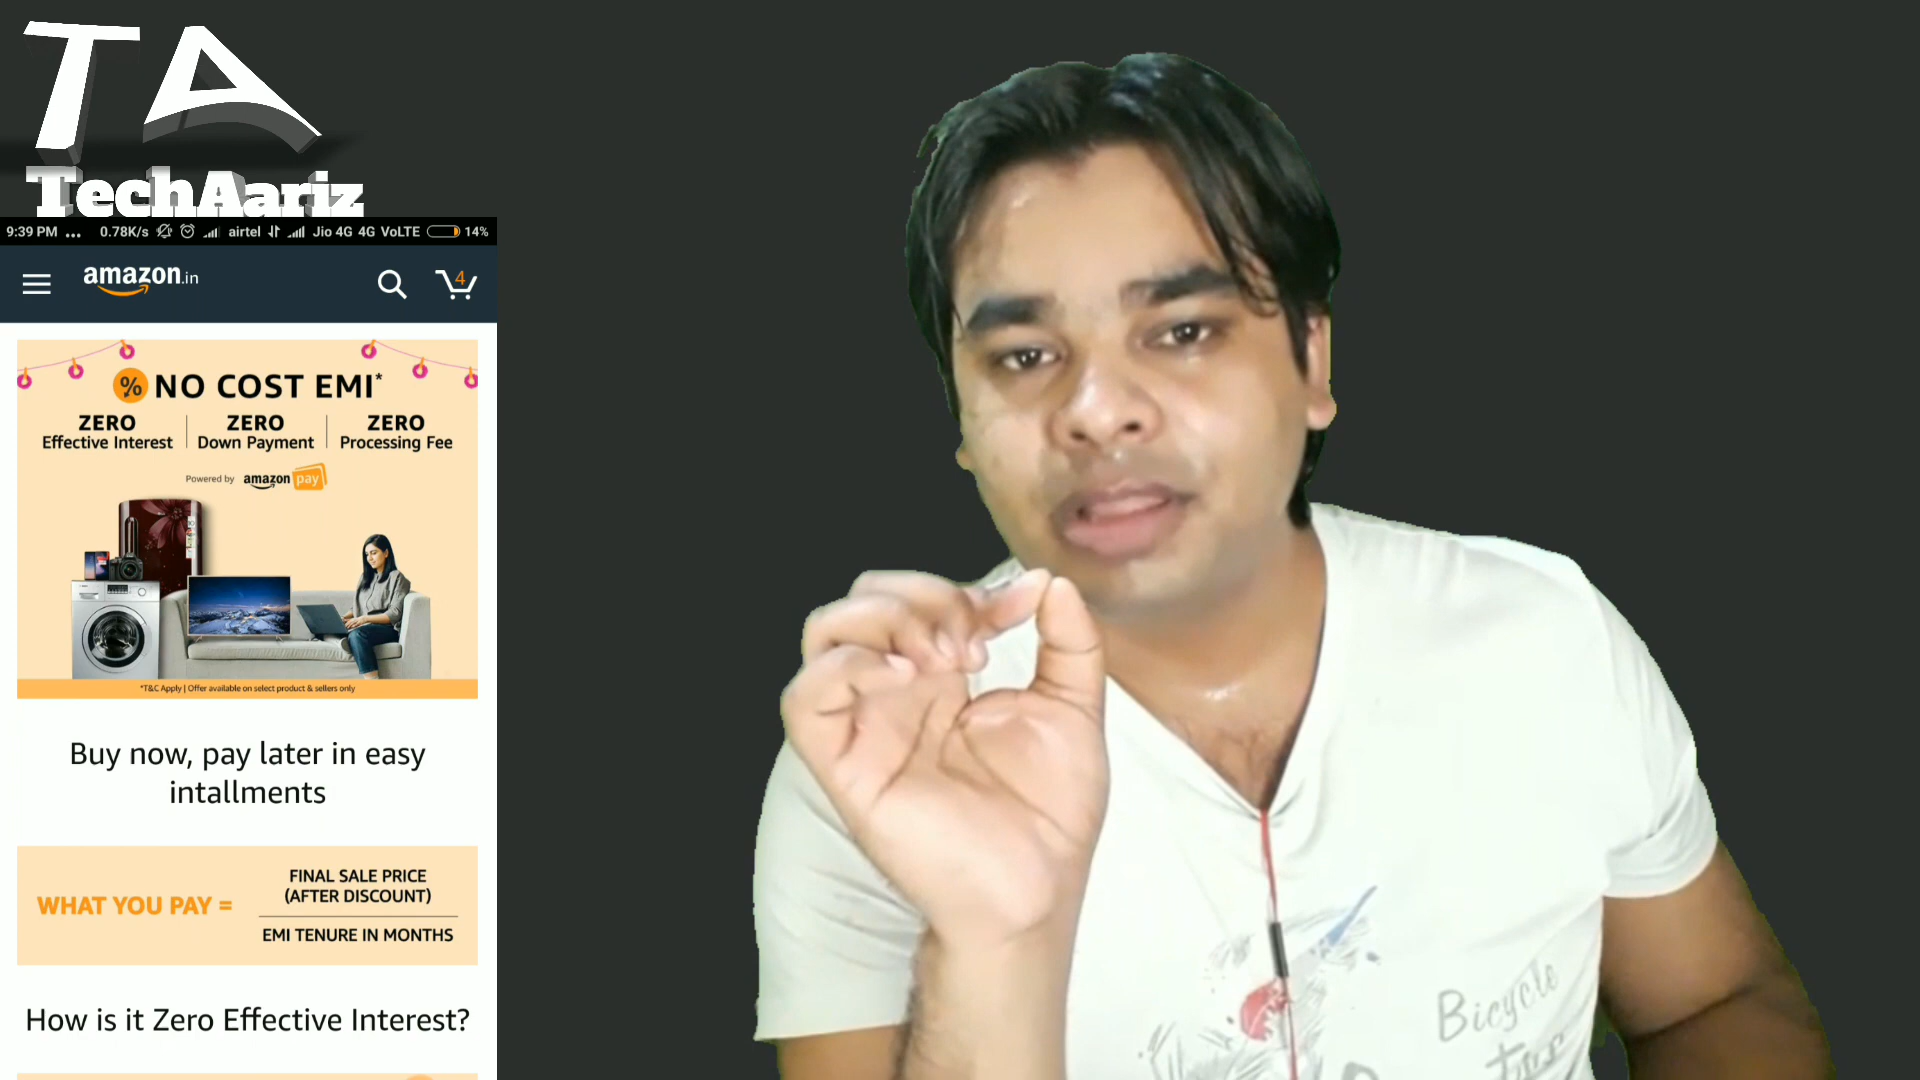 TA
TechAariz
9:39 PM ... 0.78K/s airtel Jio 4G 4G VoLTE 14%
amazon.in
4
% NO COST EMI*
ZERO Effective Interest
ZERO Down Payment
ZERO Processing Fee
Powered by amazon pay
*T&C Apply | Offer available on select product & sellers only
Buy now, pay later in easy
intallments
WHAT YOU PAY =
FINAL SALE PRICE
(AFTER DISCOUNT)
EMI TENURE IN MONTHS
How is it Zero Effective Interest?
Bicycle